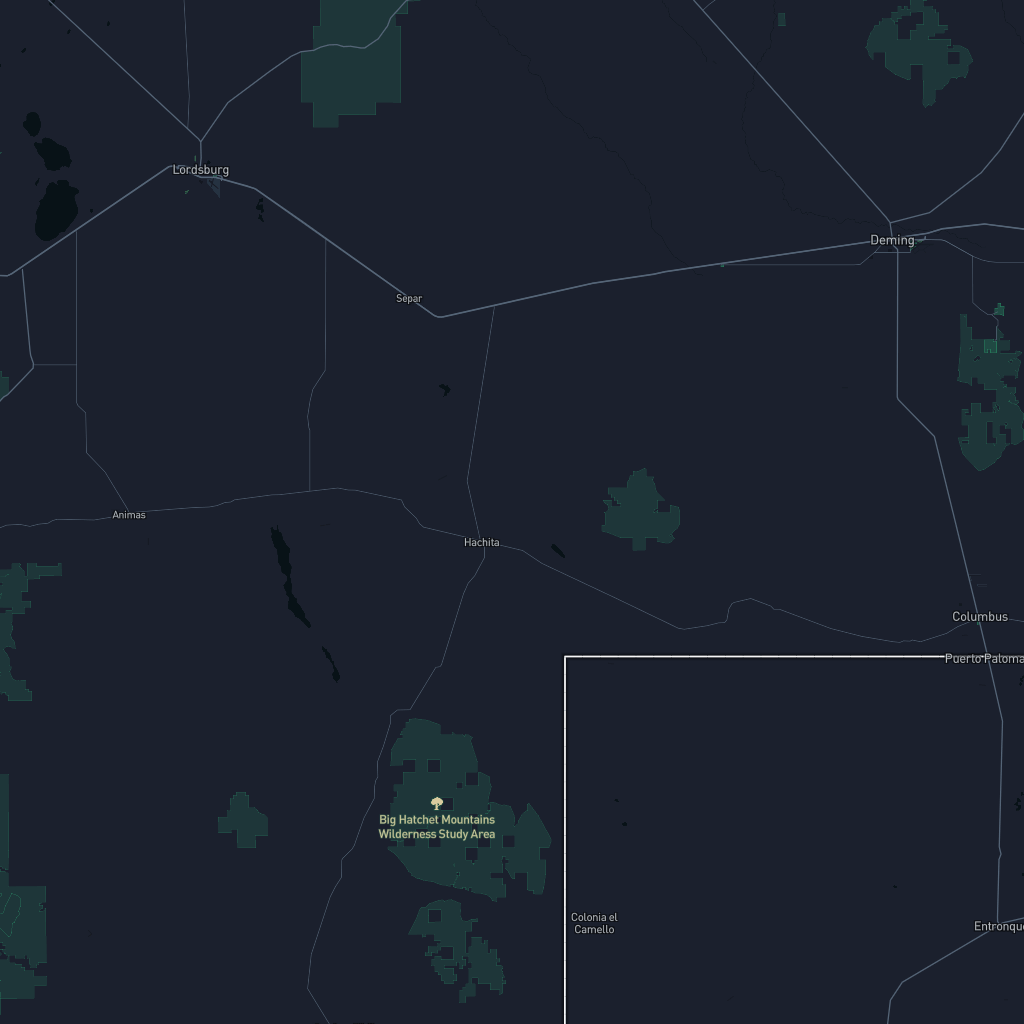 Lordsburg
Deming
Separ
Animas
Hachita
Columbus
Puerto Paloma
Big Hatchet Mountains
Wilderness Study Area
Colonia el
Camello
Entronque